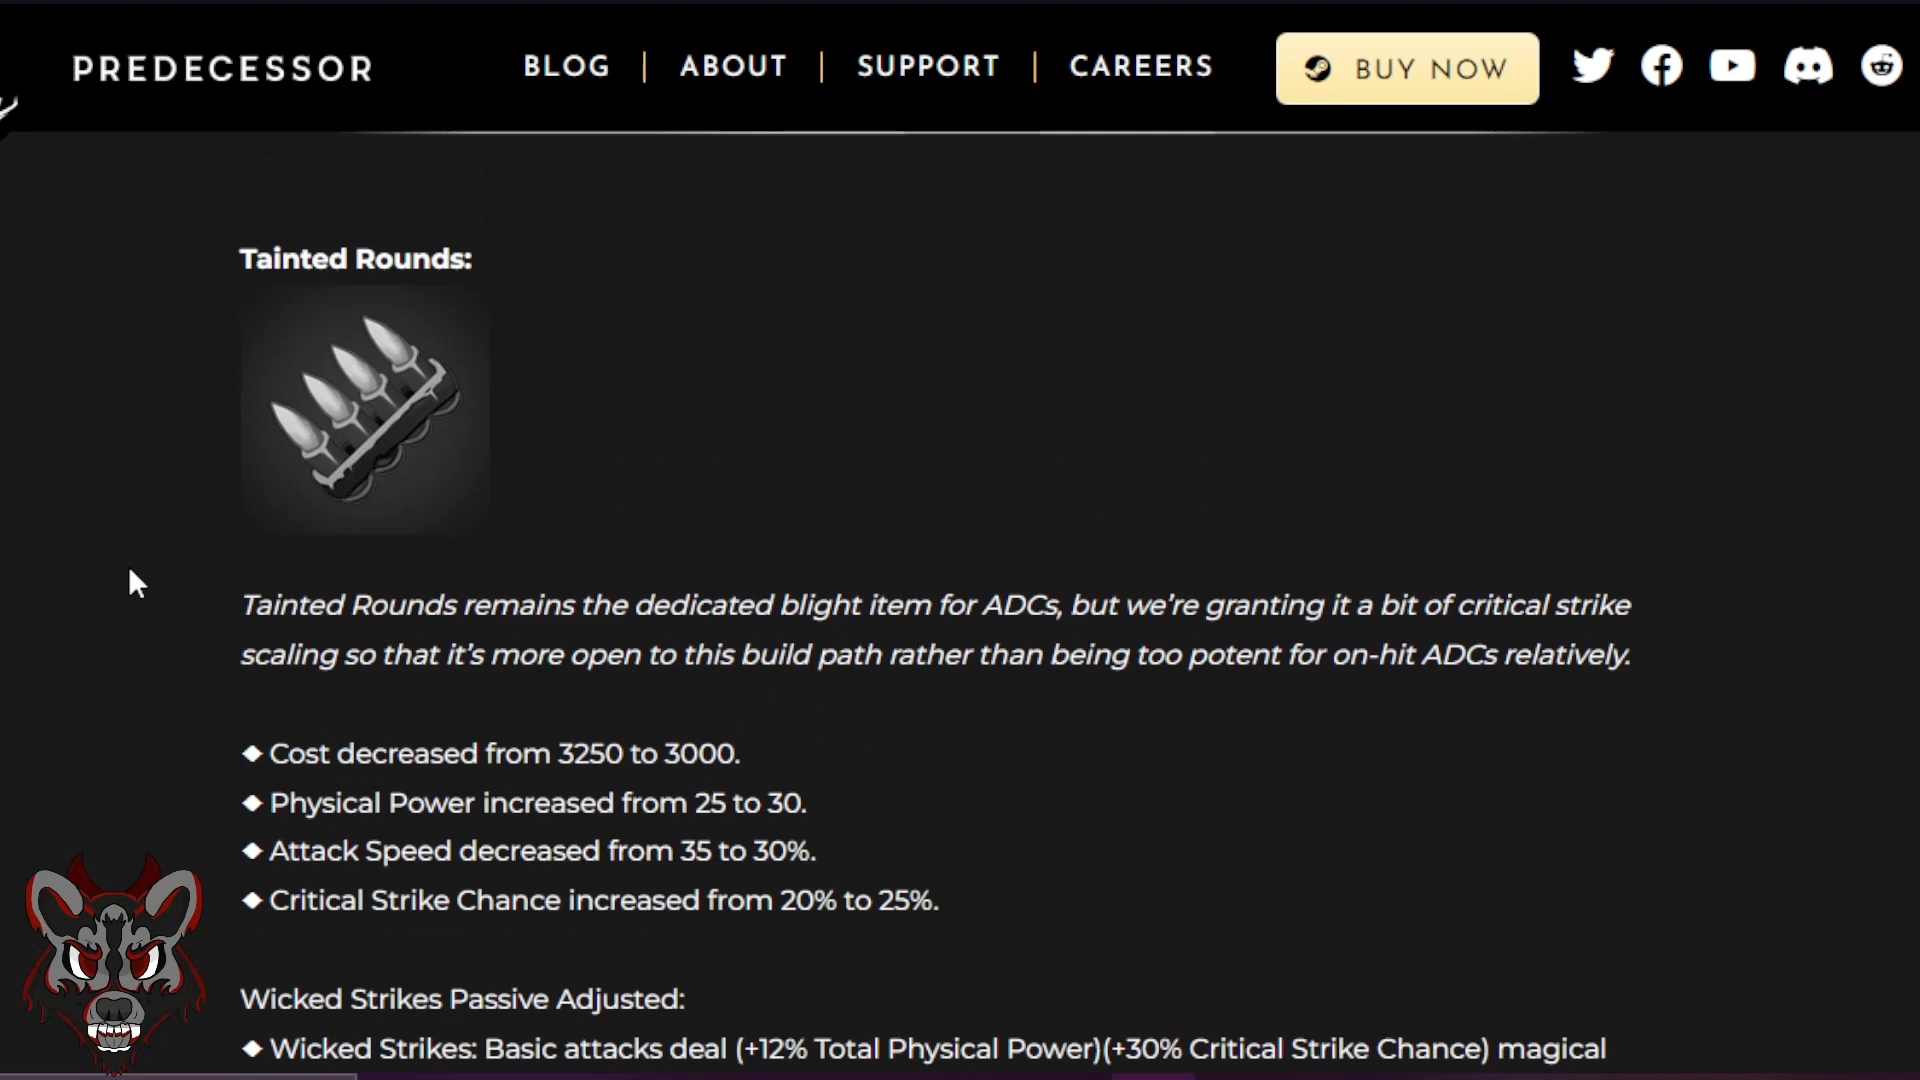 PREDECESSOR BLOG ABOUT SUPPORT CAREERS BUY NOW
Tainted Rounds:
Tainted Rounds remains the dedicated blight item for ADCs, but we’re granting it a bit of critical strike
scaling so that it’s more open to this build path rather than being too potent for on-hit ADCs relatively.
◆ Cost decreased from 3250 to 3000.
◆ Physical Power increased from 25 to 30.
◆ Attack Speed decreased from 35 to 30%.
◆ Critical Strike Chance increased from 20% to 25%.
Wicked Strikes Passive Adjusted:
◆ Wicked Strikes: Basic attacks deal (+12% Total Physical Power)(+30% Critical Strike Chance) magical